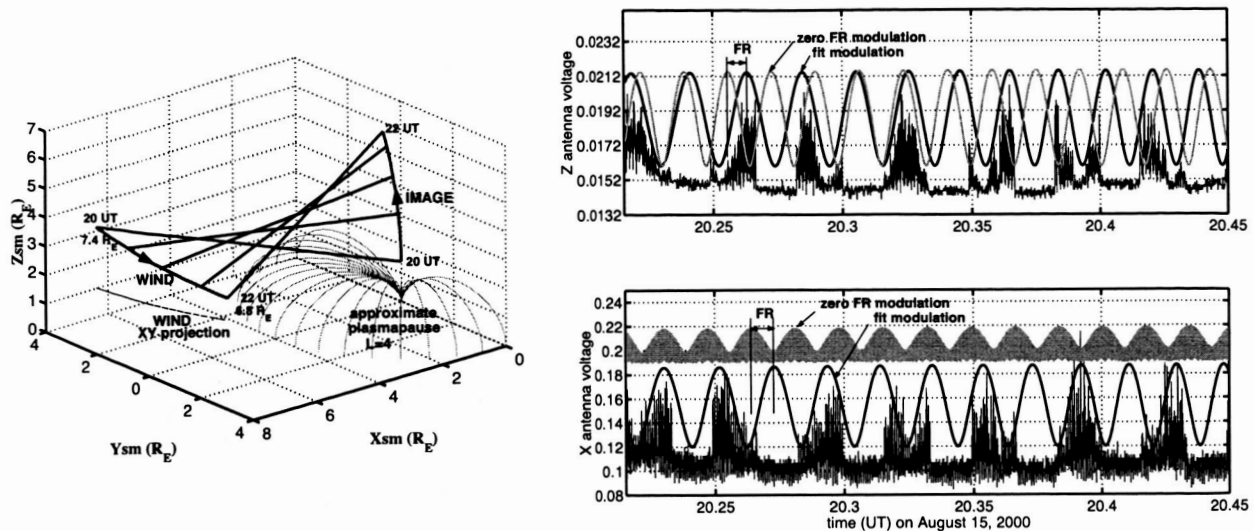 7
6
5
4
3
2
1
0
Zsm (R_E)
22 UT
IMAGE
20 UT
7.4 R_E
WIND
20 UT
22 UT
6.8 R_E
WIND
XY projection
approximate
plasmapause
L=4
4
2
0
2
4
Ysm (R_E)
8
6
4
2
0
Xsm (R_E)
Z antenna voltage
0.0232
0.0212
0.0192
0.0172
0.0152
0.0132
FR
zero FR modulation
fit modulation
20.25
20.3
20.35
20.4
20.45
X antenna voltage
0.24
0.22
0.2
0.18
0.16
0.14
0.12
0.1
0.08
FR
zero FR modulation
fit modulation
20.25
20.3
20.35
20.4
20.45
time (UT) on August 15, 2000